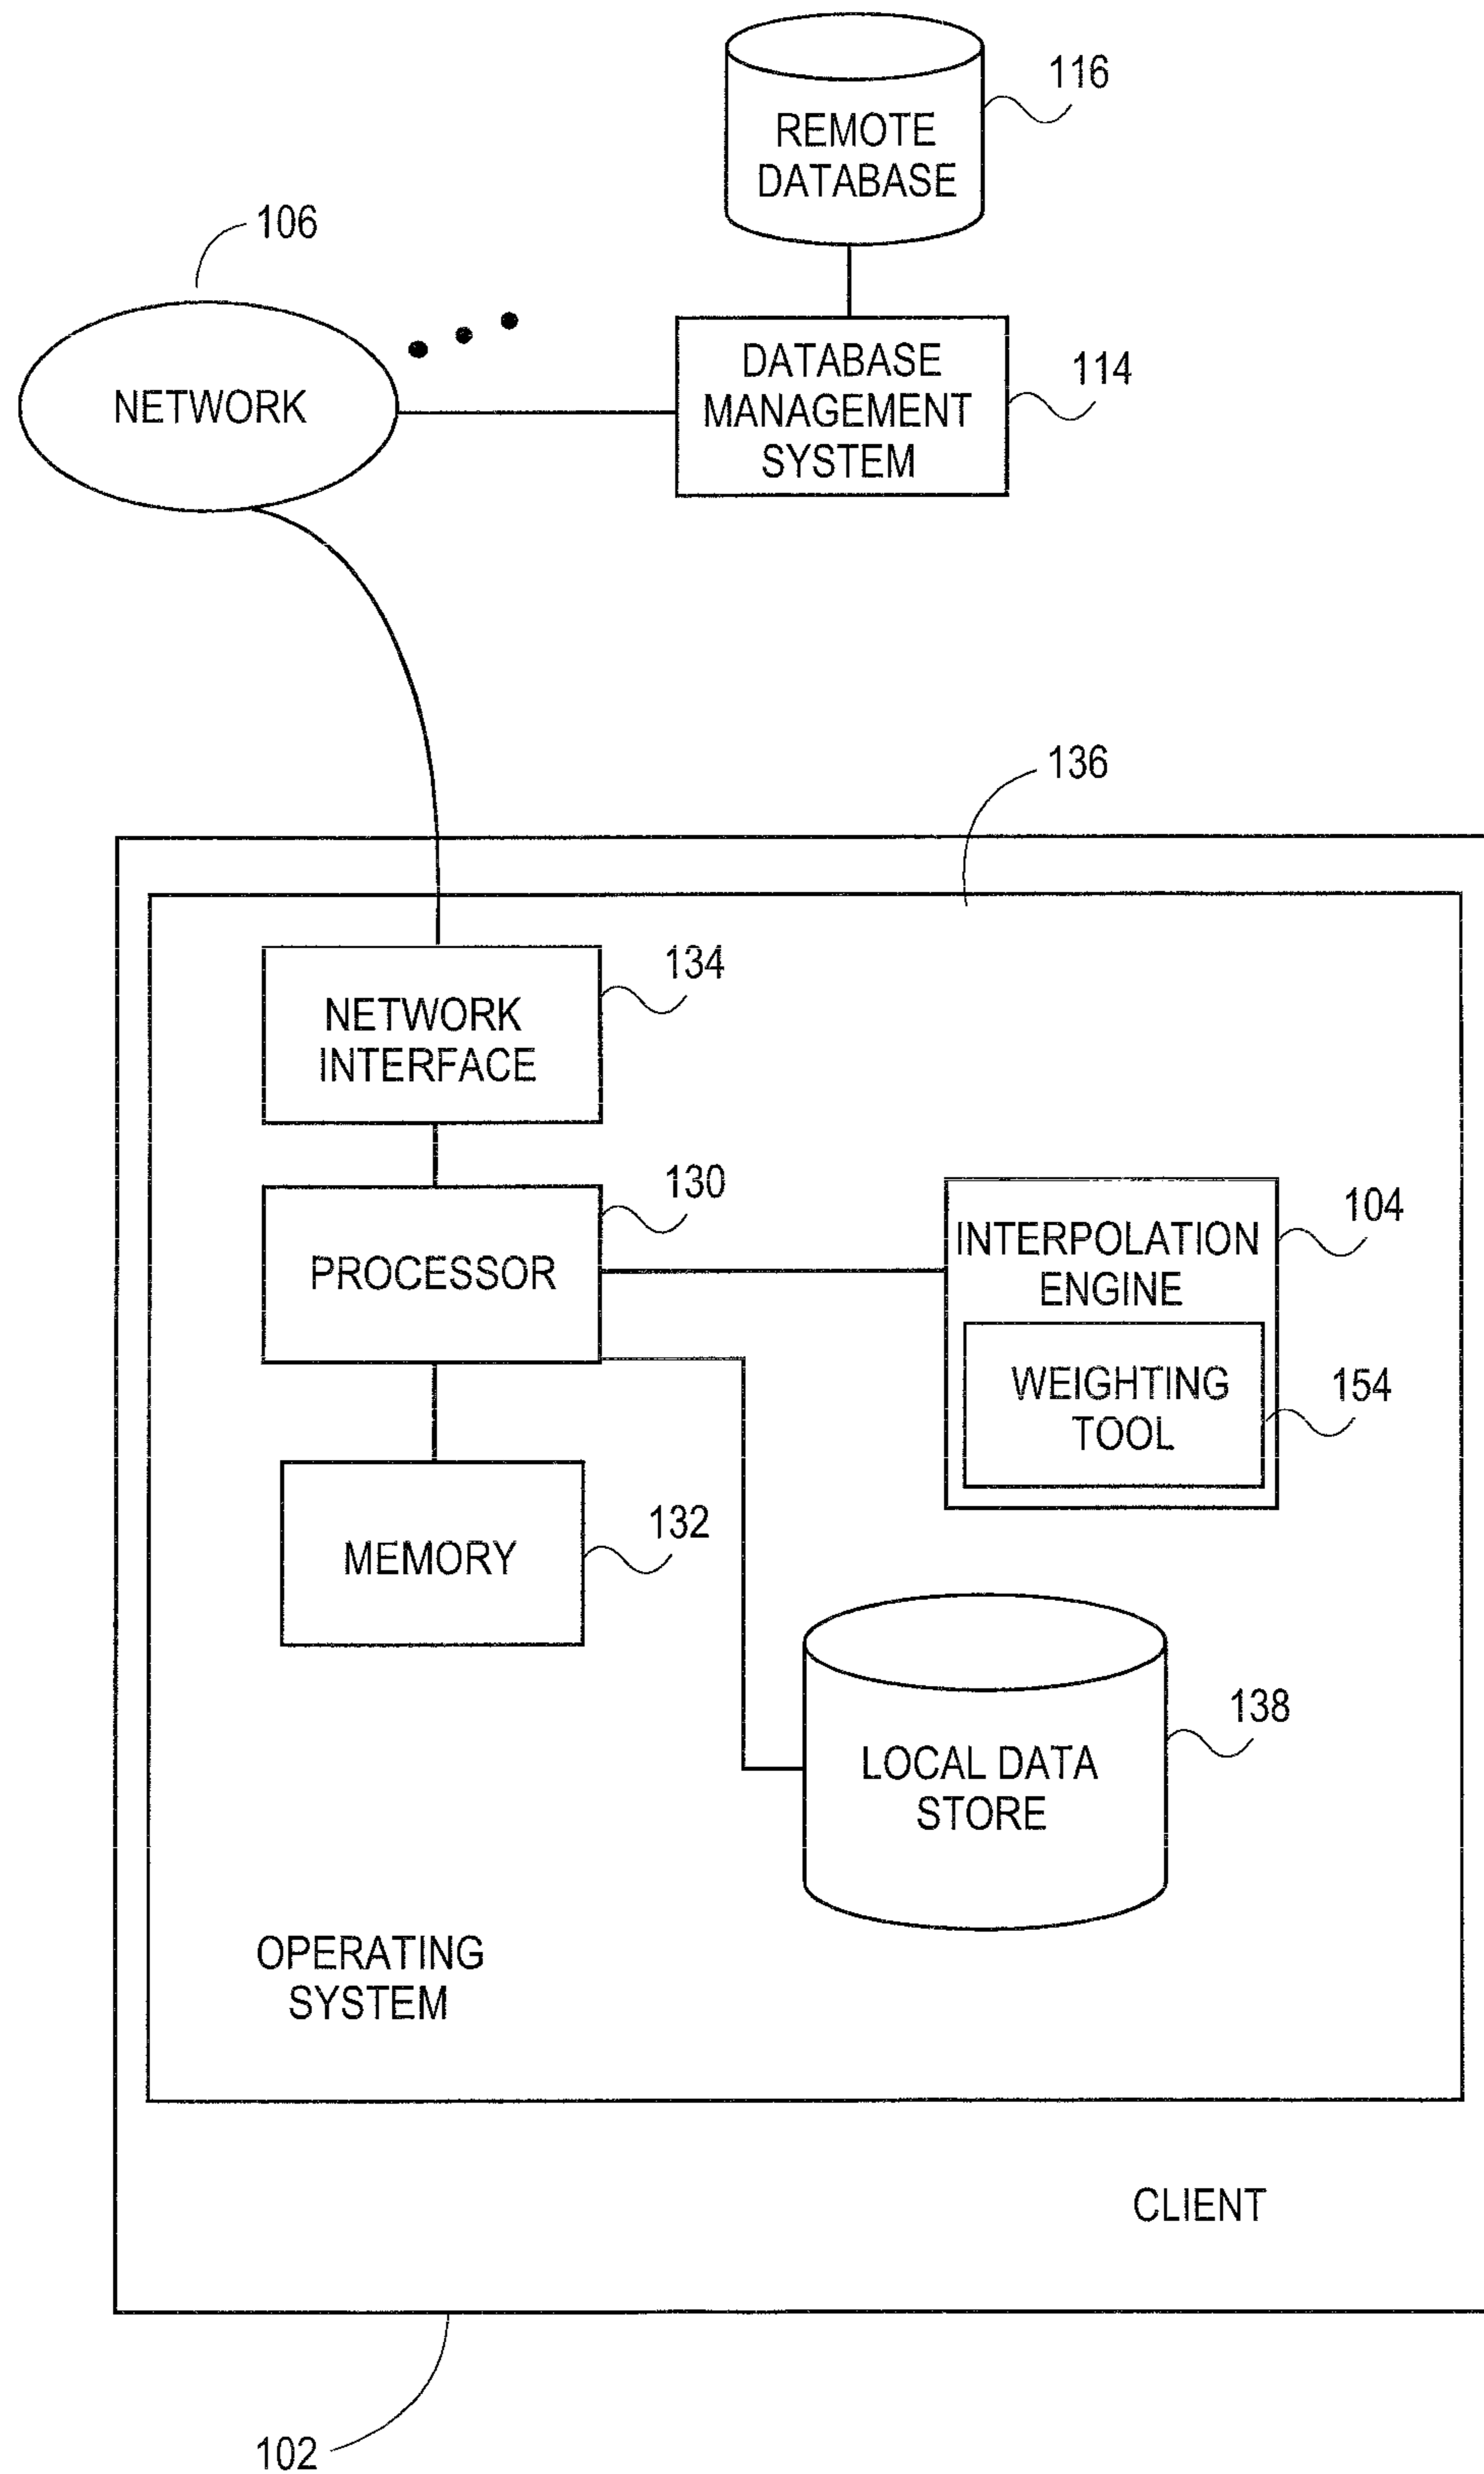 116
REMOTE
DATABASE
106
NETWORK
DATABASE
MANAGEMENT
SYSTEM
114
136
134
NETWORK
INTERFACE
130
PROCESSOR
104
INTERPOLATION
ENGINE
WEIGHTING
TOOL
154
132
MEMORY
138
LOCAL DATA
STORE
OPERATING
SYSTEM
CLIENT
102